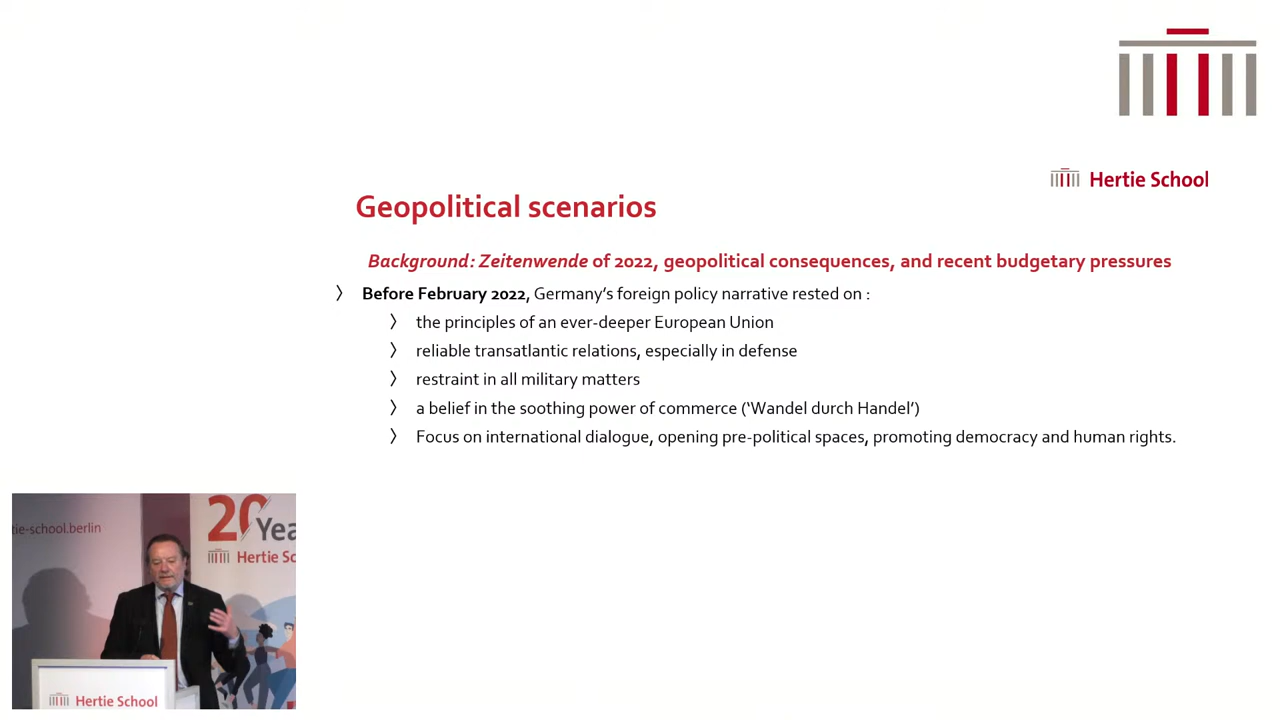 Hertie School
Geopolitical scenarios
Background: Zeitenwende of 2022, geopolitical consequences, and recent budgetary pressures
Before February 2022, Germany's foreign policy narrative rested on :
the principles of an ever-deeper European Union
reliable transatlantic relations, especially in defense
restraint in all military matters
a belief in the soothing power of commerce ('Wandel durch Handel')
Focus on international dialogue, opening pre-political spaces, promoting democracy and human rights.
tie-school.berlin
20 Yea
Hertie Sc
Hertie School